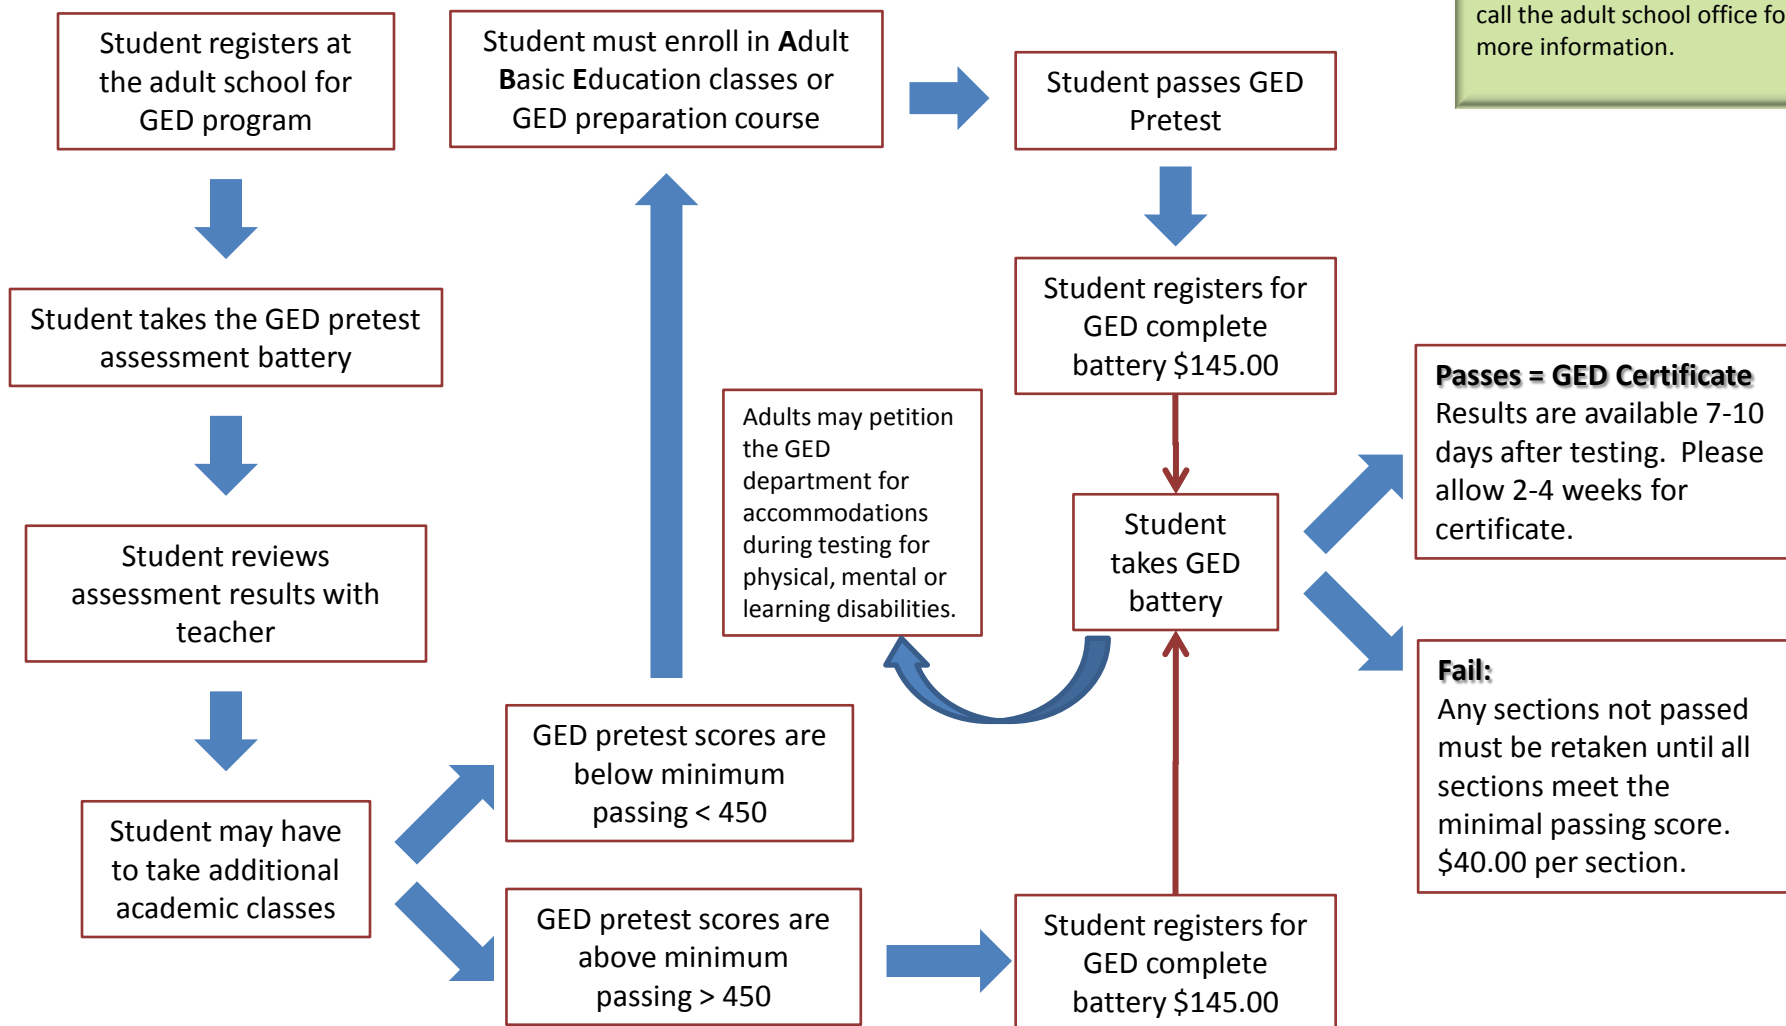 Student registers at
the adult school for
GED program
Student takes the GED pretest
assessment battery
Student reviews
assessment results with
teacher
Student may have
to take additional
academic classes
Student must enroll in Adult
Basic Education classes or
GED preparation course
GED pretest scores are
below minimum
passing < 450
GED pretest scores are
above minimum
passing > 450
Student passes GED
Pretest
Student registers for
GED complete
battery $145.00
Adults may petition
the GED
department for
accommodations
during testing for
physical, mental or
learning disabilities.
Student
takes GED
battery
Student registers for
GED complete
battery $145.00
call the adult school office fo
more information.
Passes = GED Certificate
Results are available 7-10
days after testing.  Please
allow 2-4 weeks for
certificate.
Fail:
Any sections not passed
must be retaken until all
sections meet the
minimal passing score.
$40.00 per section.